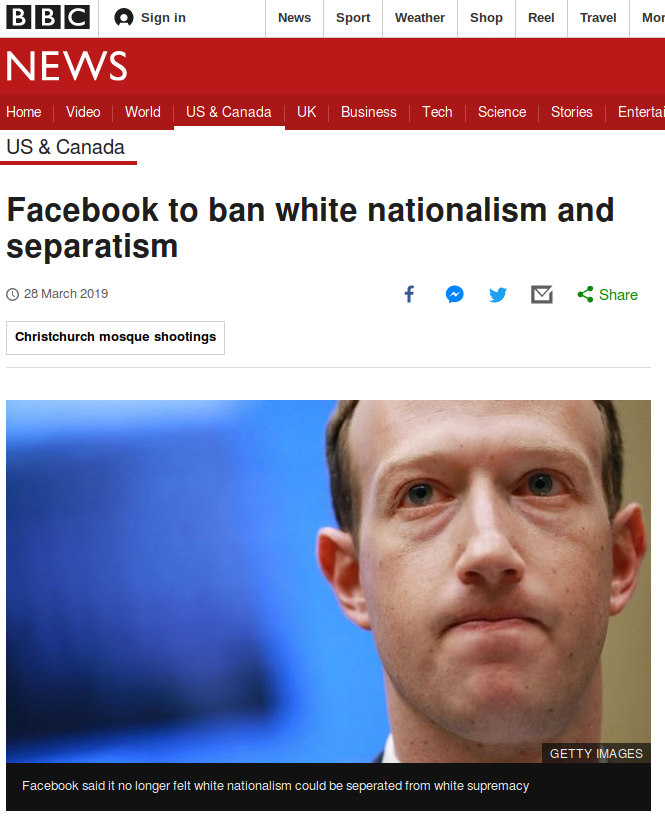 BBC Sign in News Sport Weather Shop Reel Travel
NEWS
Home Video World US & Canada UK Business Tech Science Stories
US & Canada
Facebook to ban white nationalism and
separatism
28 March 2019 Share
Christchurch mosque shootings
GETTY IMAGES
Facebook said it no longer felt white nationalism could be seperated from white supremacy